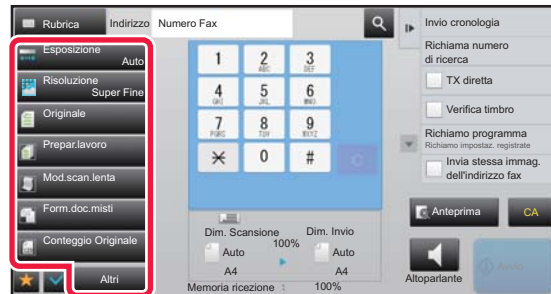 Rubrica
Indirizzo
Numero Fax
Esposizione
Auto
Risoluzione
Super Fine
Originale
Prepar.lavoro
Mod.scan.lenta
Form.doc.misti
Conteggio Originale
Altri
1
2
ABC
3
DEF
4
GHI
5
JKL
6
MNO
7
PQRS
8
TUV
9
WXYZ
0
#
C
Dim. Scansione
100%
Dim. Invio
Auto
A4
Auto
A4
Memoria ricezione : 100%
Invio cronologia
Richiama numero
di ricerca
TX diretta
Verifica timbro
Richiamo programma
Richiamo impostaz. registrate
Invia stessa immag.
dell'indirizzo fax
Anteprima
CA
Altoparlante